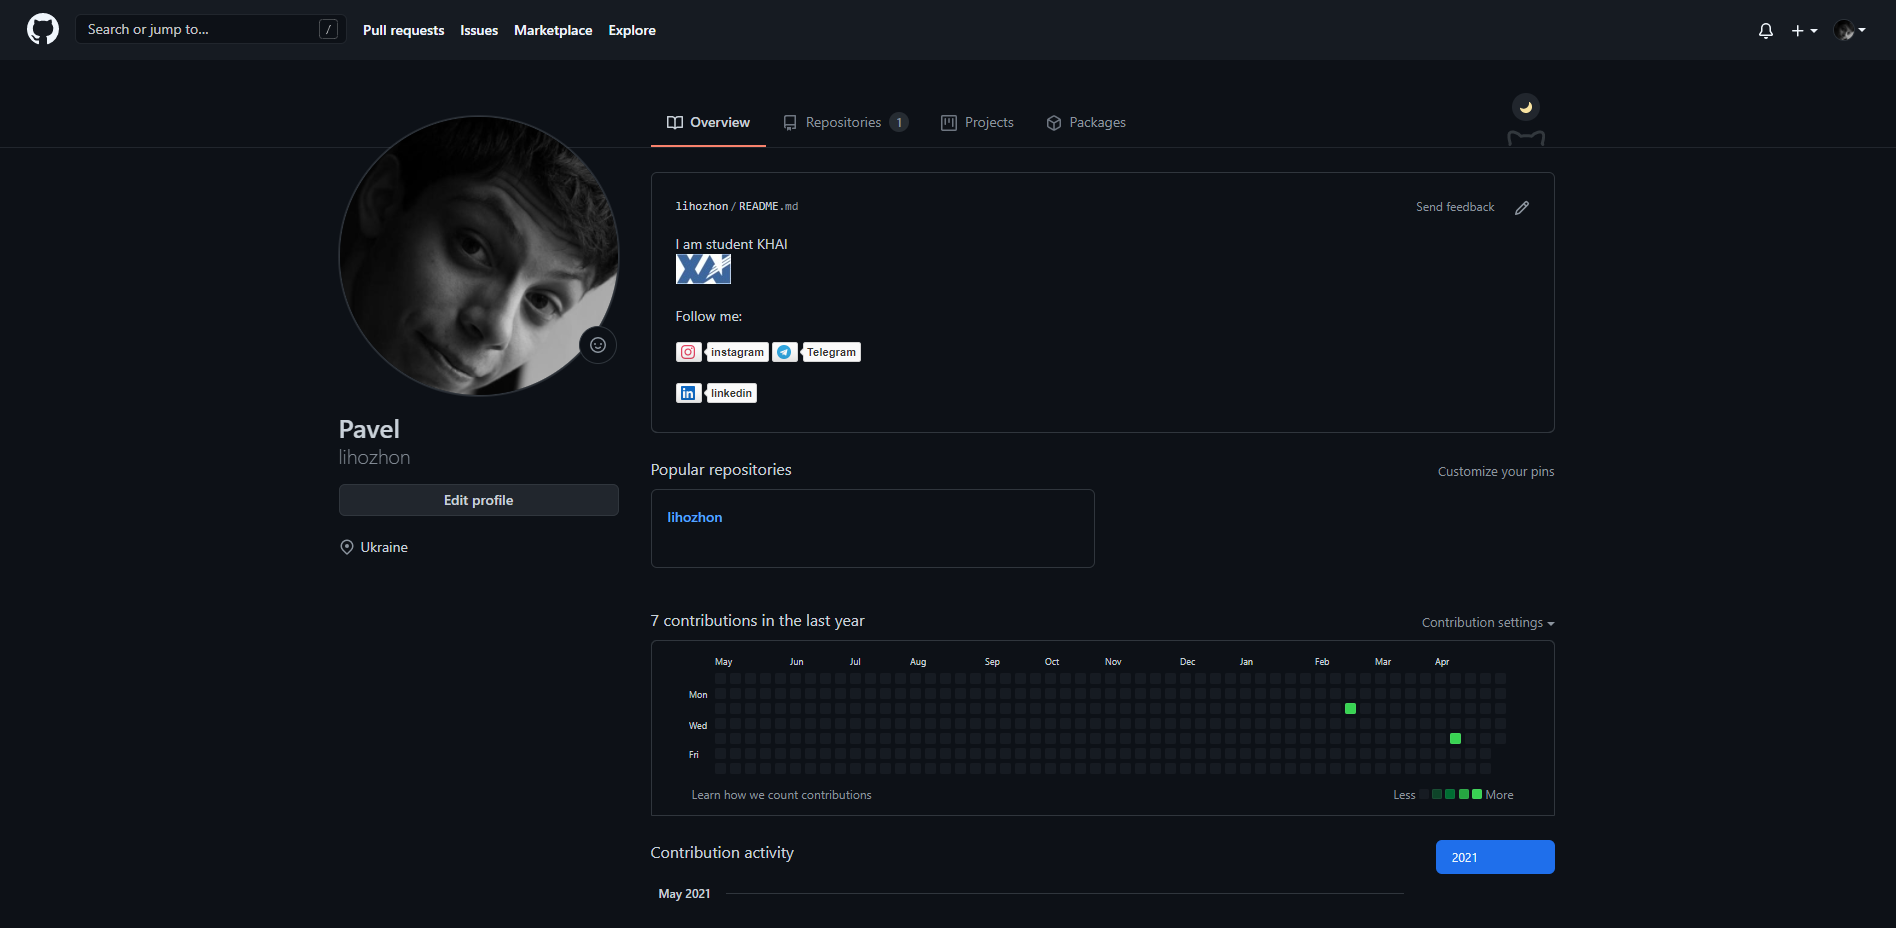 Search or jump to... /
Pull requests Issues Marketplace Explore
Overview Repositories 1 Projects Packages
lihozhon/README.md
Send feedback
I am student KHAI
ХАІ
Follow me:
instagram Telegram
in linkedin
Pavel
lihozhon
Edit profile
Ukraine
Popular repositories
Customize your pins
lihozhon
7 contributions in the last year
Contribution settings
May Jun Jul Aug Sep Oct Nov Dec Jan Feb Mar Apr
Mon
Wed
Fri
Learn how we count contributions
Less More
Contribution activity
2021
May 2021